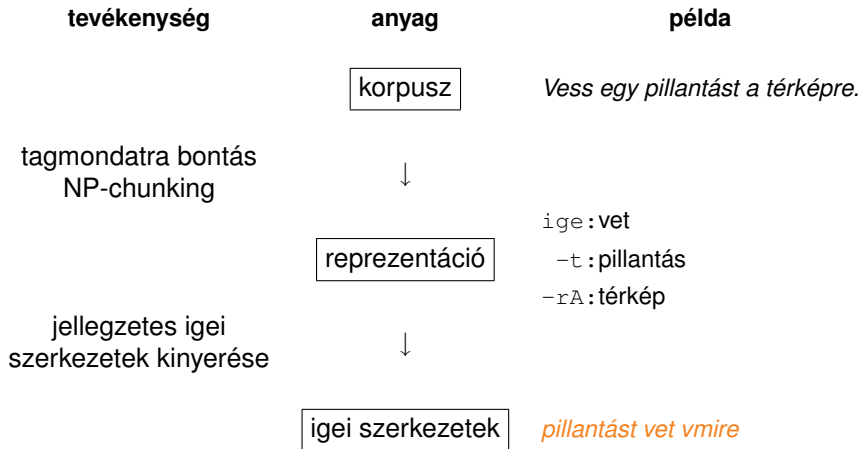 tevékenység anyag példa
korpusz Vess egy pillantást a térképre.
tagmondatra bontás
NP-chunking
↓
ige:vet
reprezentáció -t:pillantás
-rA:térkép
jellegzetes igei
szerkezetek kinyerése
↓
igei szerkezetek pillantást vet vmire